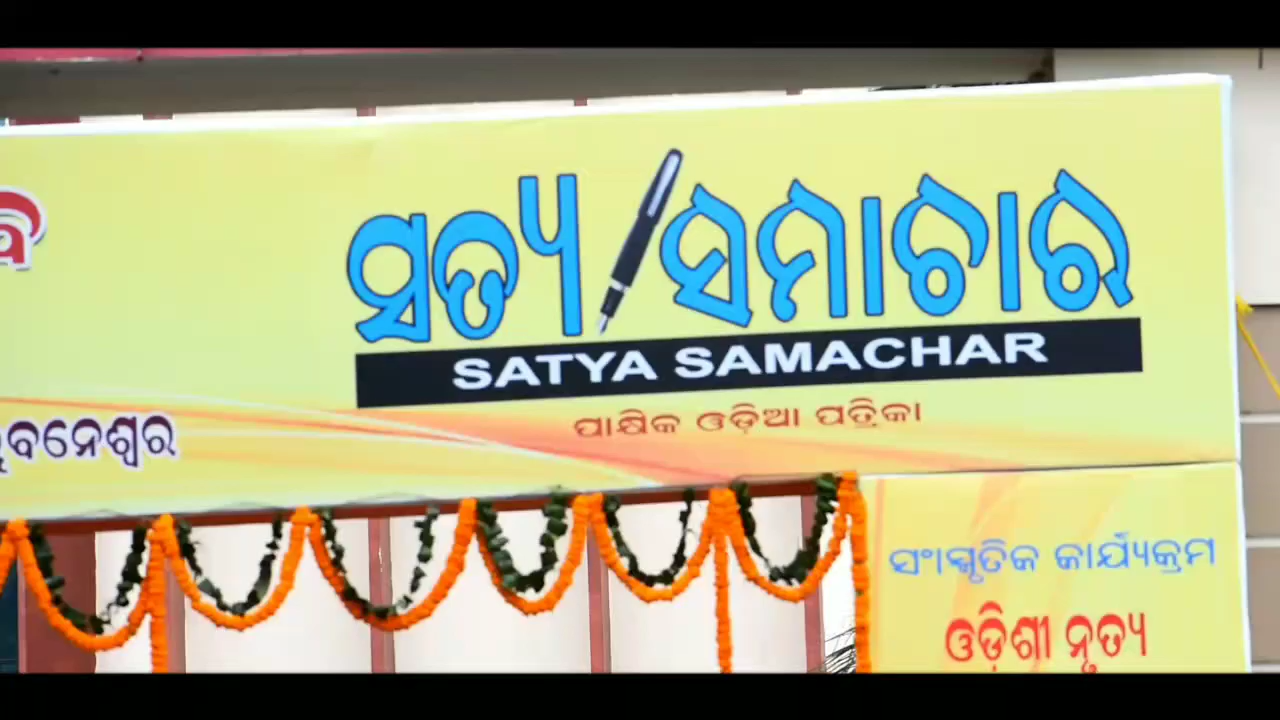 ସତ୍ୟ ସମାଚାର
SATYA SAMACHAR
ପାକ୍ଷିକ ଓଡ଼ିଆ ପତ୍ରିକା
ସାଂସ୍କୃତିକ କାର୍ଯ୍ୟକ୍ରମ
ଓଡ଼ିଶୀ ନୃତ୍ୟ